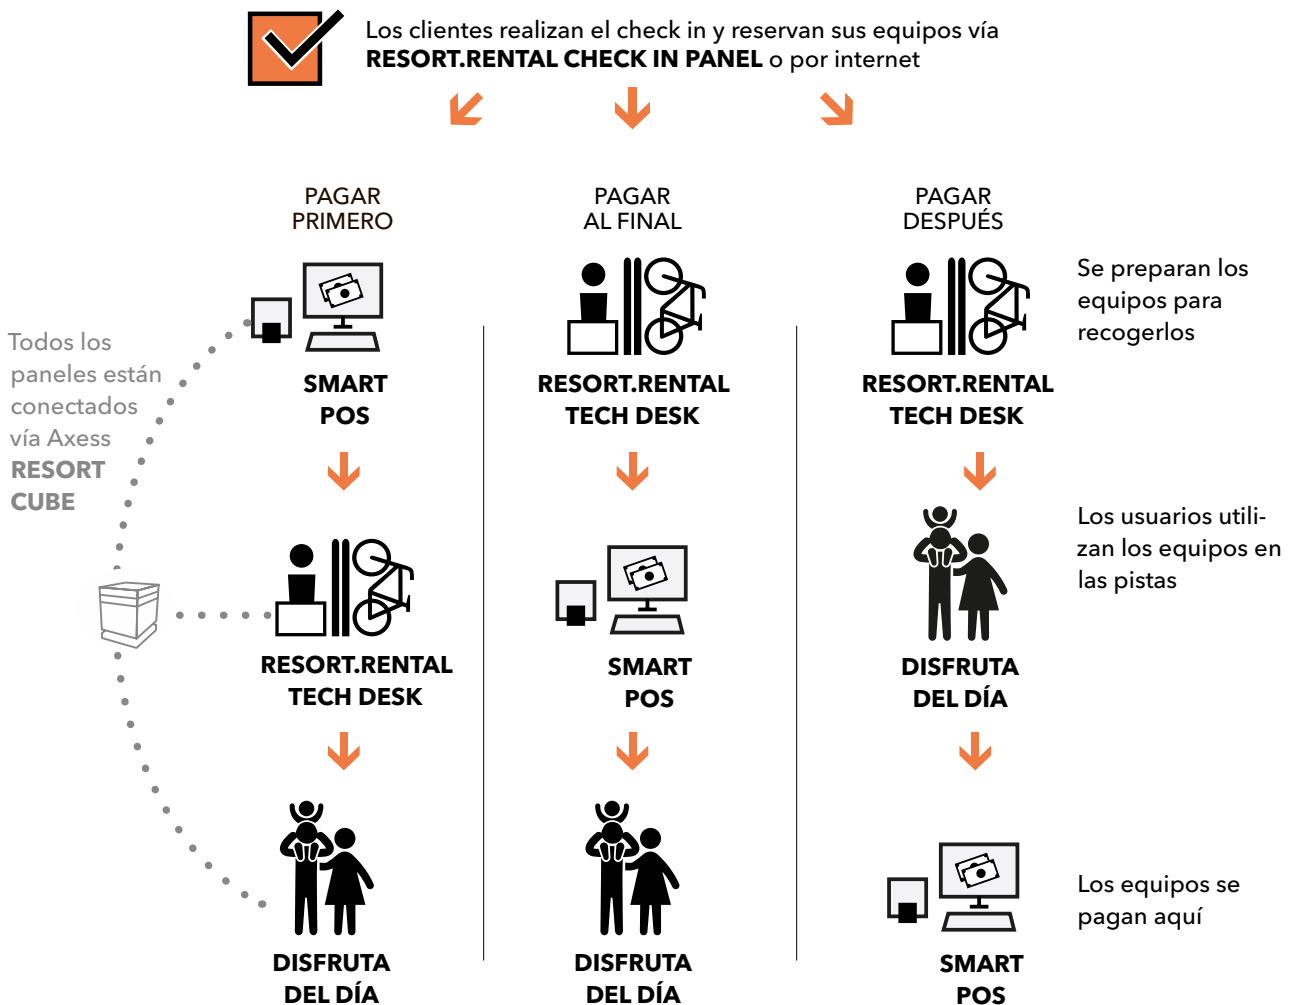 Los clientes realizan el check in y reservan sus equipos vía
RESORT.RENTAL CHECK IN PANEL o por internet
PAGAR
PRIMERO
SMART
POS
RESORT.RENTAL
TECH DESK
DISFRUTA
DEL DÍA
PAGAR
AL FINAL
RESORT.RENTAL
TECH DESK
SMART
POS
DISFRUTA
DEL DÍA
PAGAR
DESPUÉS
RESORT.RENTAL
TECH DESK
DISFRUTA
DEL DÍA
SMART
POS
Se preparan los
equipos para
recogerlos
Los usuarios utili-
zan los equipos en
las pistas
Los equipos se
pagan aquí
Todos los
paneles están
conectados
vía Axess
RESORT
CUBE